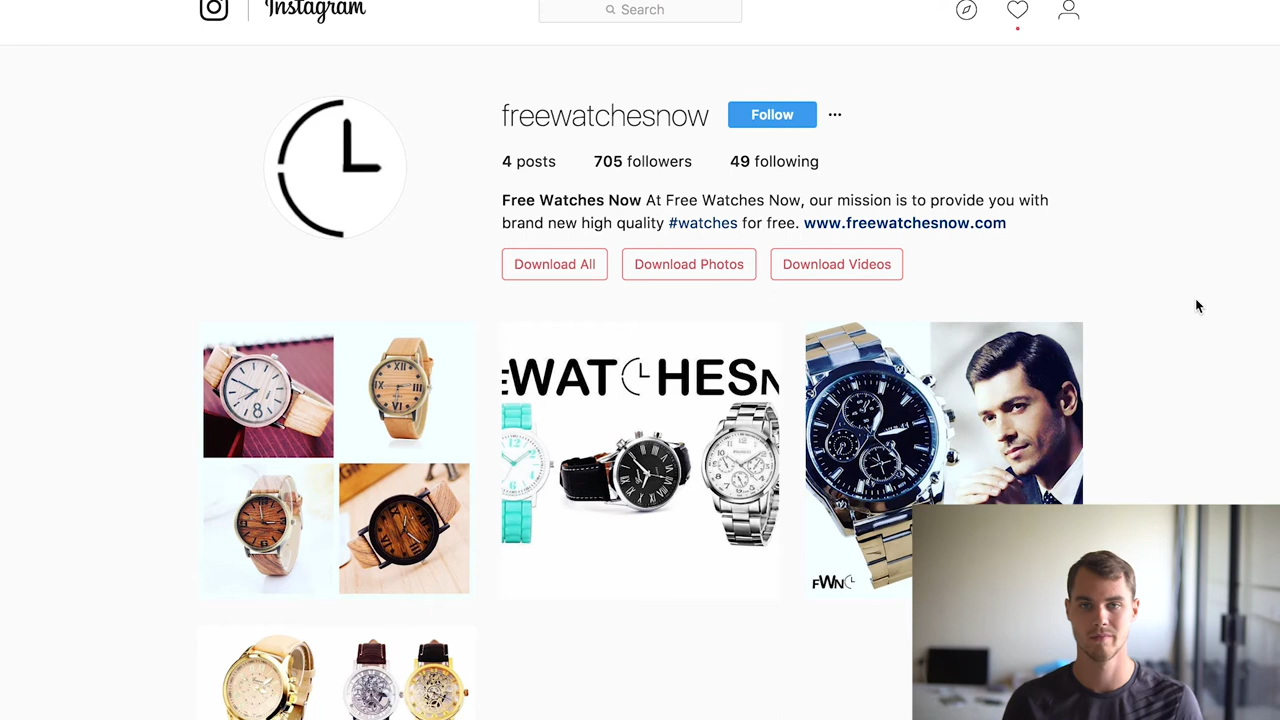 Instagram
Search
freewatchesnow
Follow
4 posts 705 followers 49 following
Free Watches Now At Free Watches Now, our mission is to provide you with
brand new high quality #watches for free. www.freewatchesnow.com
Download All Download Photos Download Videos
EWATCHESN
FWN